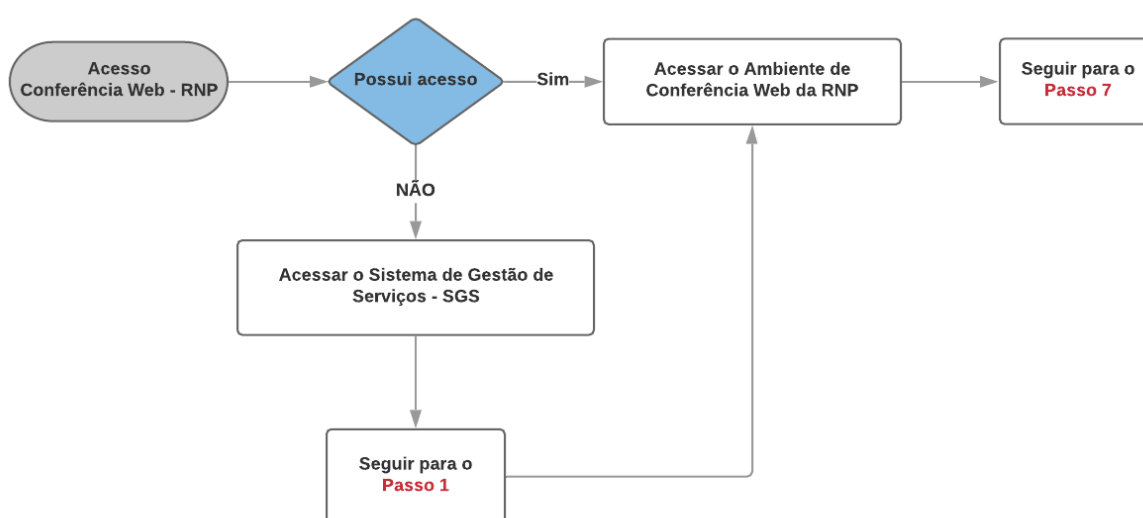 Acesso
Conferência Web - RNP
Possui acesso
Sim
Acessar o Ambiente de
Conferência Web da RNP
Seguir para o
Passo 7
NÃO
Acessar o Sistema de Gestão de
Serviços - SGS
Seguir para o
Passo 1